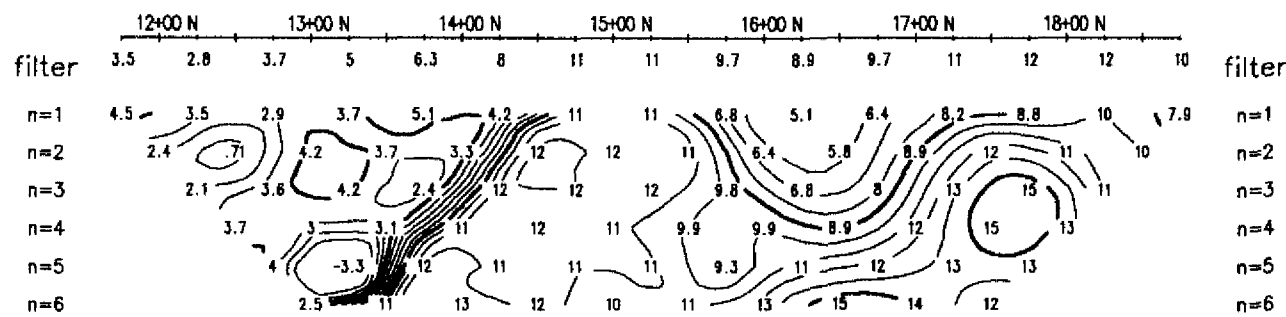 12+00 N 13+00 N 14+00 N 15+00 N 16+00 N 17+00 N 18+00 N
filter 3.5 2.8 3.7 5 6.3 8 11 11 9.7 8.9 9.7 11 12 12 10 filter
n=1 4.5 3.5 2.9 3.7 5.1 4.2 11 11 6.8 5.1 6.4 8.2 8.8 10 7.9 n=1
n=2 2.4 .71 4.2 3.7 3.3 12 12 11 6.4 5.8 8.9 12 11 10 n=2
n=3 2.1 3.6 4.2 2.4 12 12 12 9.8 6.8 8 13 15 11 n=3
n=4 3.7 3 3.1 11 12 11 9.9 9.9 8.9 12 15 13 n=4
n=5 4 -3.3 12 11 11 11 9.3 11 12 13 13 n=5
n=6 2.5 11 13 12 10 11 13 15 14 12 n=6